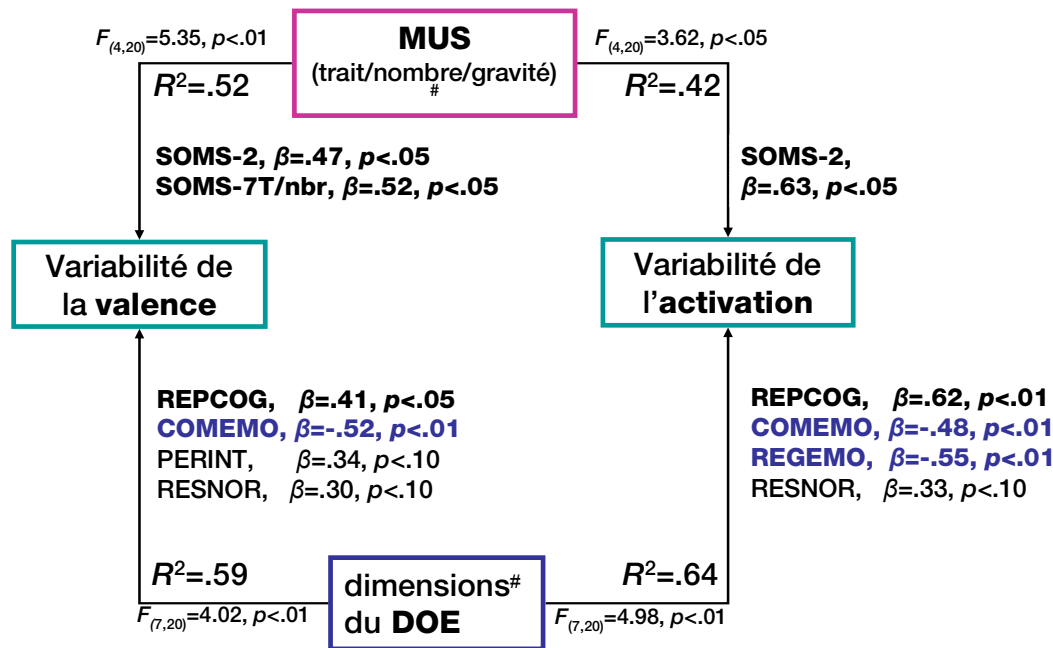 F(4,20)=5.35, p<.01
MUS
(trait/nombre/gravité)
#
F(4,20)=3.62, p<.05
R²=.52
R²=.42
SOMS-2, β=.47, p<.05
SOMS-7T/nbr, β=.52, p<.05
SOMS-2,
β=.63, p<.05
Variabilité de
la valence
Variabilité de
l'activation
REPCOG, β=.41, p<.05
COMEMO, β=-.52, p<.01
PERINT, β=.34, p<.10
RESNOR, β=.30, p<.10
REPCOG, β=.62, p<.01
COMEMO, β=-.48, p<.01
REGEMO, β=-.55, p<.01
RESNOR, β=.33, p<.10
R²=.59
R²=.64
dimensions#
du DOE
F(7,20)=4.02, p<.01
F(7,20)=4.98, p<.01